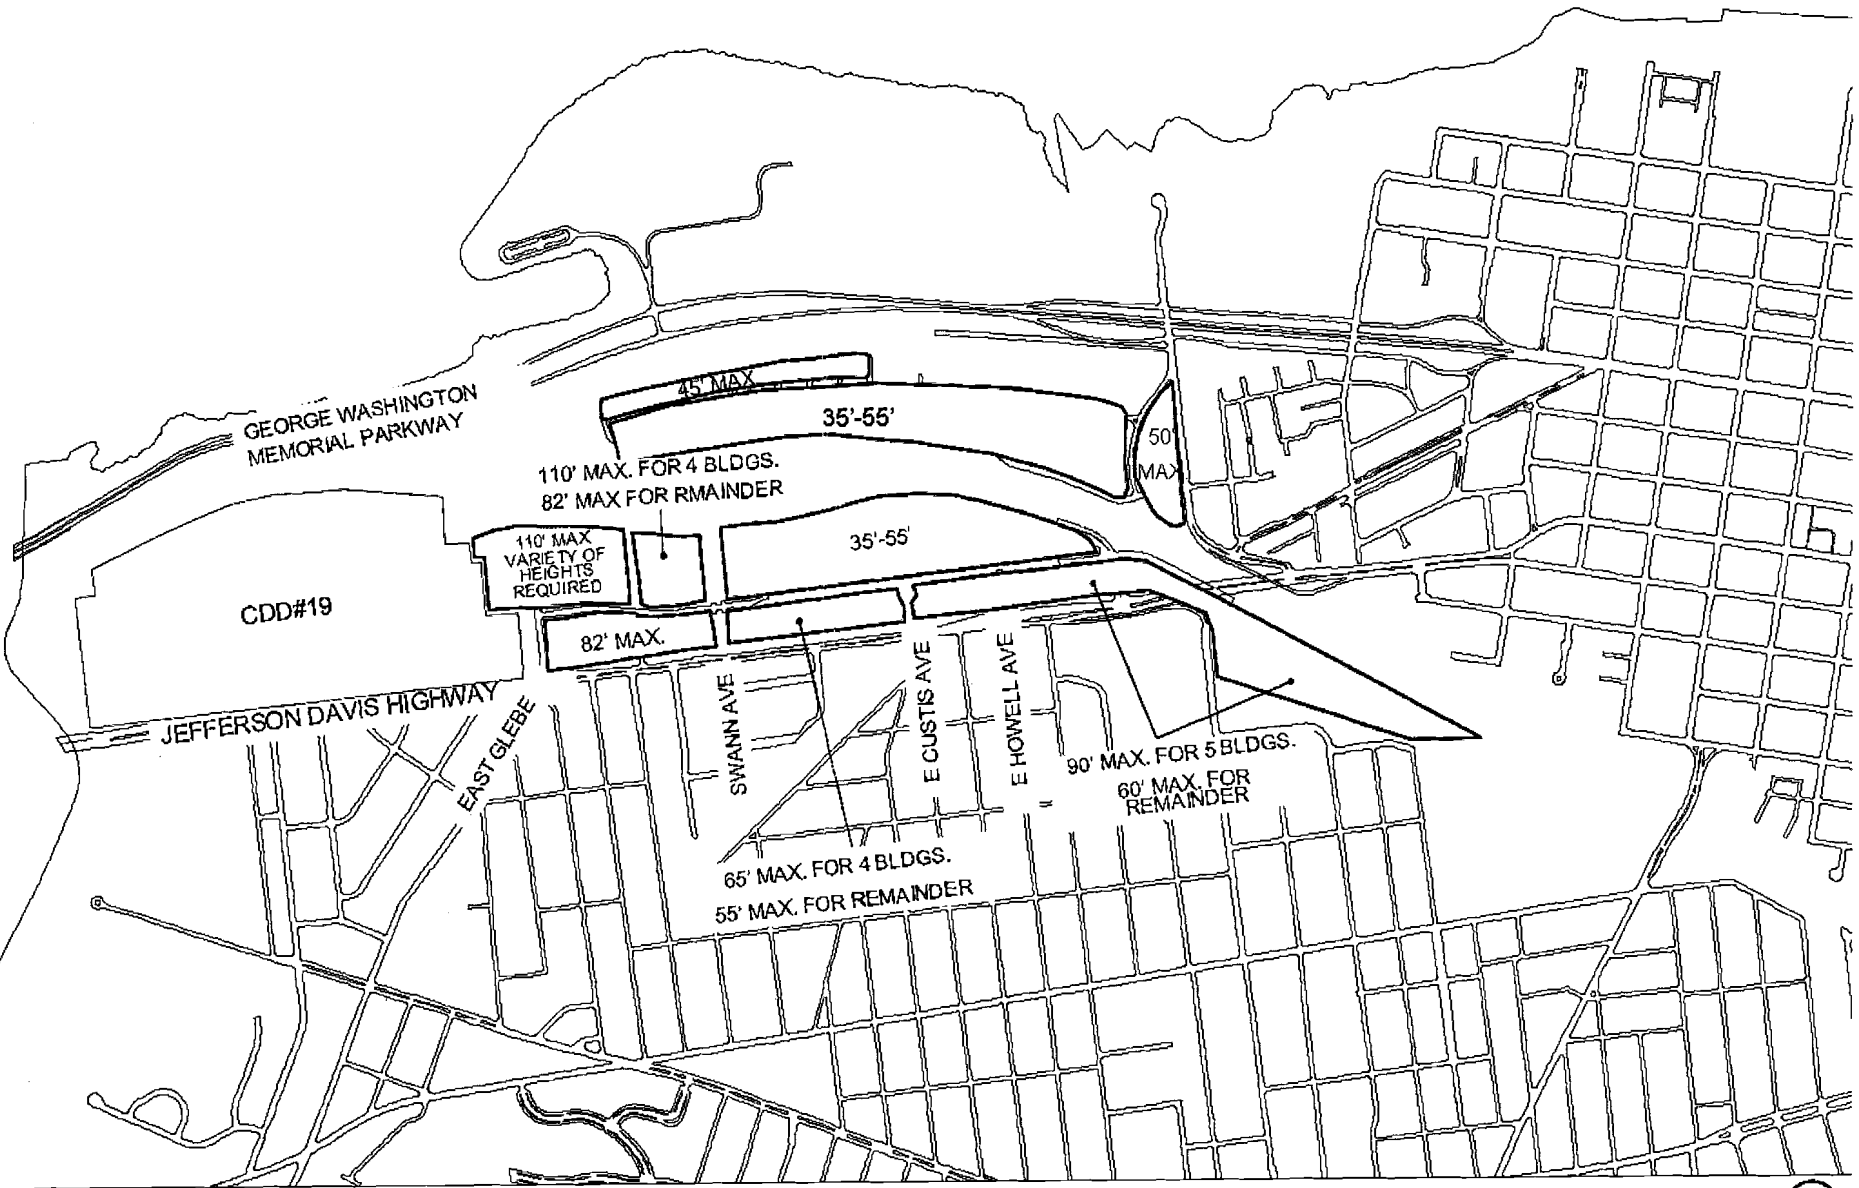 GEORGE WASHINGTON
MEMORIAL PARKWAY
45' MAX
35'-55'
50'
MAX
110' MAX. FOR 4 BLDGS.
82' MAX FOR RMAINDER
110' MAX
VARIETY OF
HEIGHTS
REQUIRED
35'-55'
CDD#19
82' MAX.
JEFFERSON DAVIS HIGHWAY
EAST GLEBE
SWANN AVE
E CUSTIS AVE
E HOWELL AVE
90' MAX. FOR 5 BLDGS.
60' MAX. FOR
REMAINDER
65' MAX. FOR 4 BLDGS.
55' MAX. FOR REMAINDER